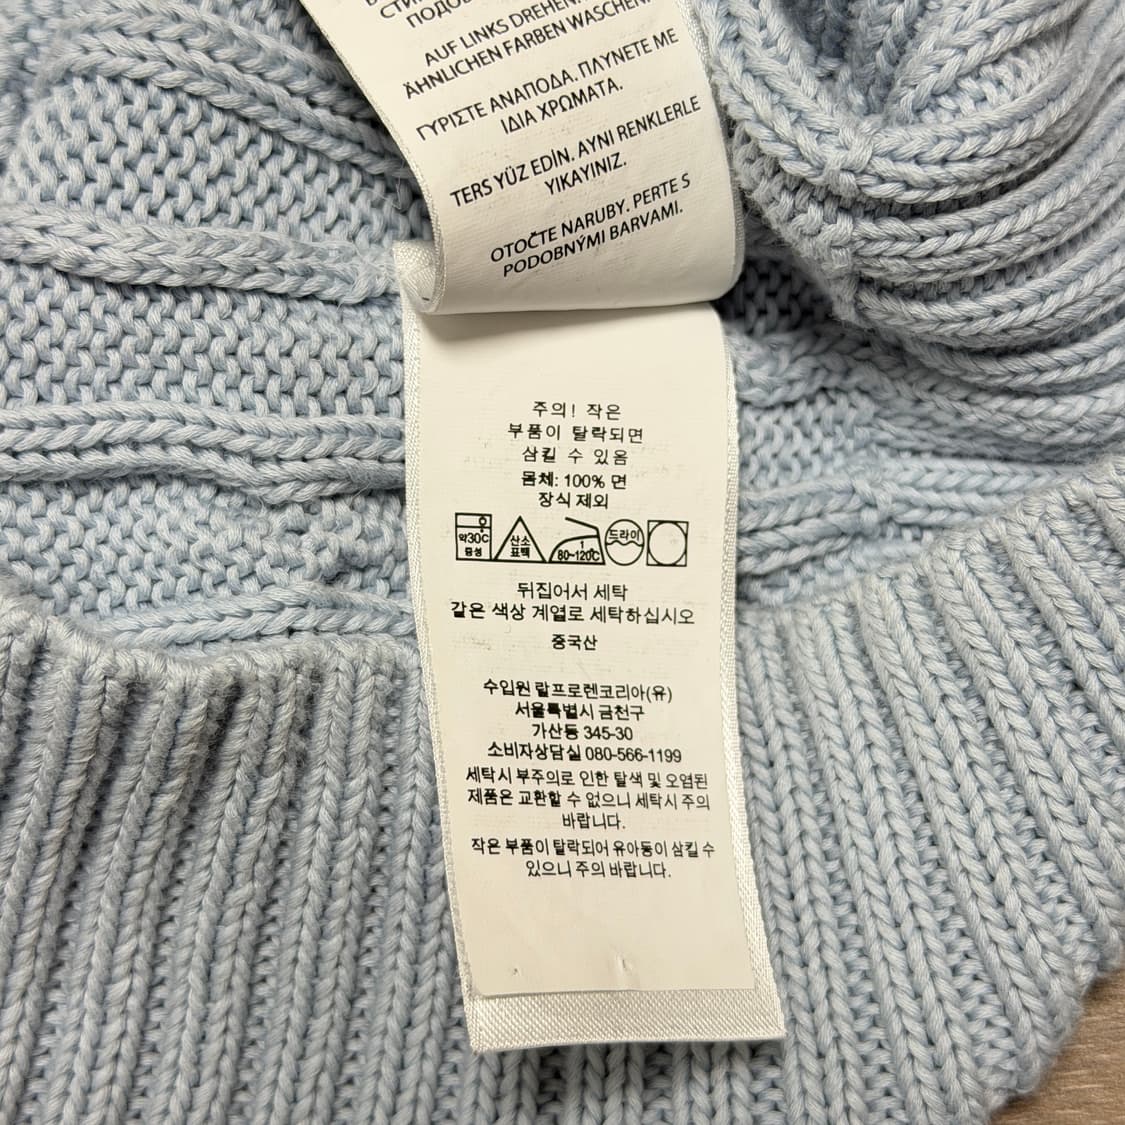 ПОДОБ
AUF LINKS DREHEN.
ÄHNLICHEN FARBEN WASCHEN.
ΓΥΡΙΣΤΕ ΑΝΑΠΟΔΑ. ΠΛΥΝΕΤΕ ΜΕ
ΙΔΙΑ ΧΡΩΜΑΤΑ.
TERS YÜZ EDİN. AYNI RENKLERLE
YIKAYINIZ.
OTOČTE NARUBY. PERTE S
PODOBNÝMI BARVAMI.
주의! 작은
부품이 탈락되면
삼킬 수 있음
몸체: 100% 면
장식 제외
약30℃
중성
산소
표백
1
80~120℃
드라이
뒤집어서 세탁
같은 색상 계열로 세탁하십시오
중국산
수입원 랄프로렌코리아(유)
서울특별시 금천구
가산동 345-30
소비자상담실 080-566-1199
세탁시 부주의로 인한 탈색 및 오염된
제품은 교환할 수 없으니 세탁시 주의
바랍니다.
작은 부품이 탈락되어 유아동이 삼킬 수
있으니 주의 바랍니다.